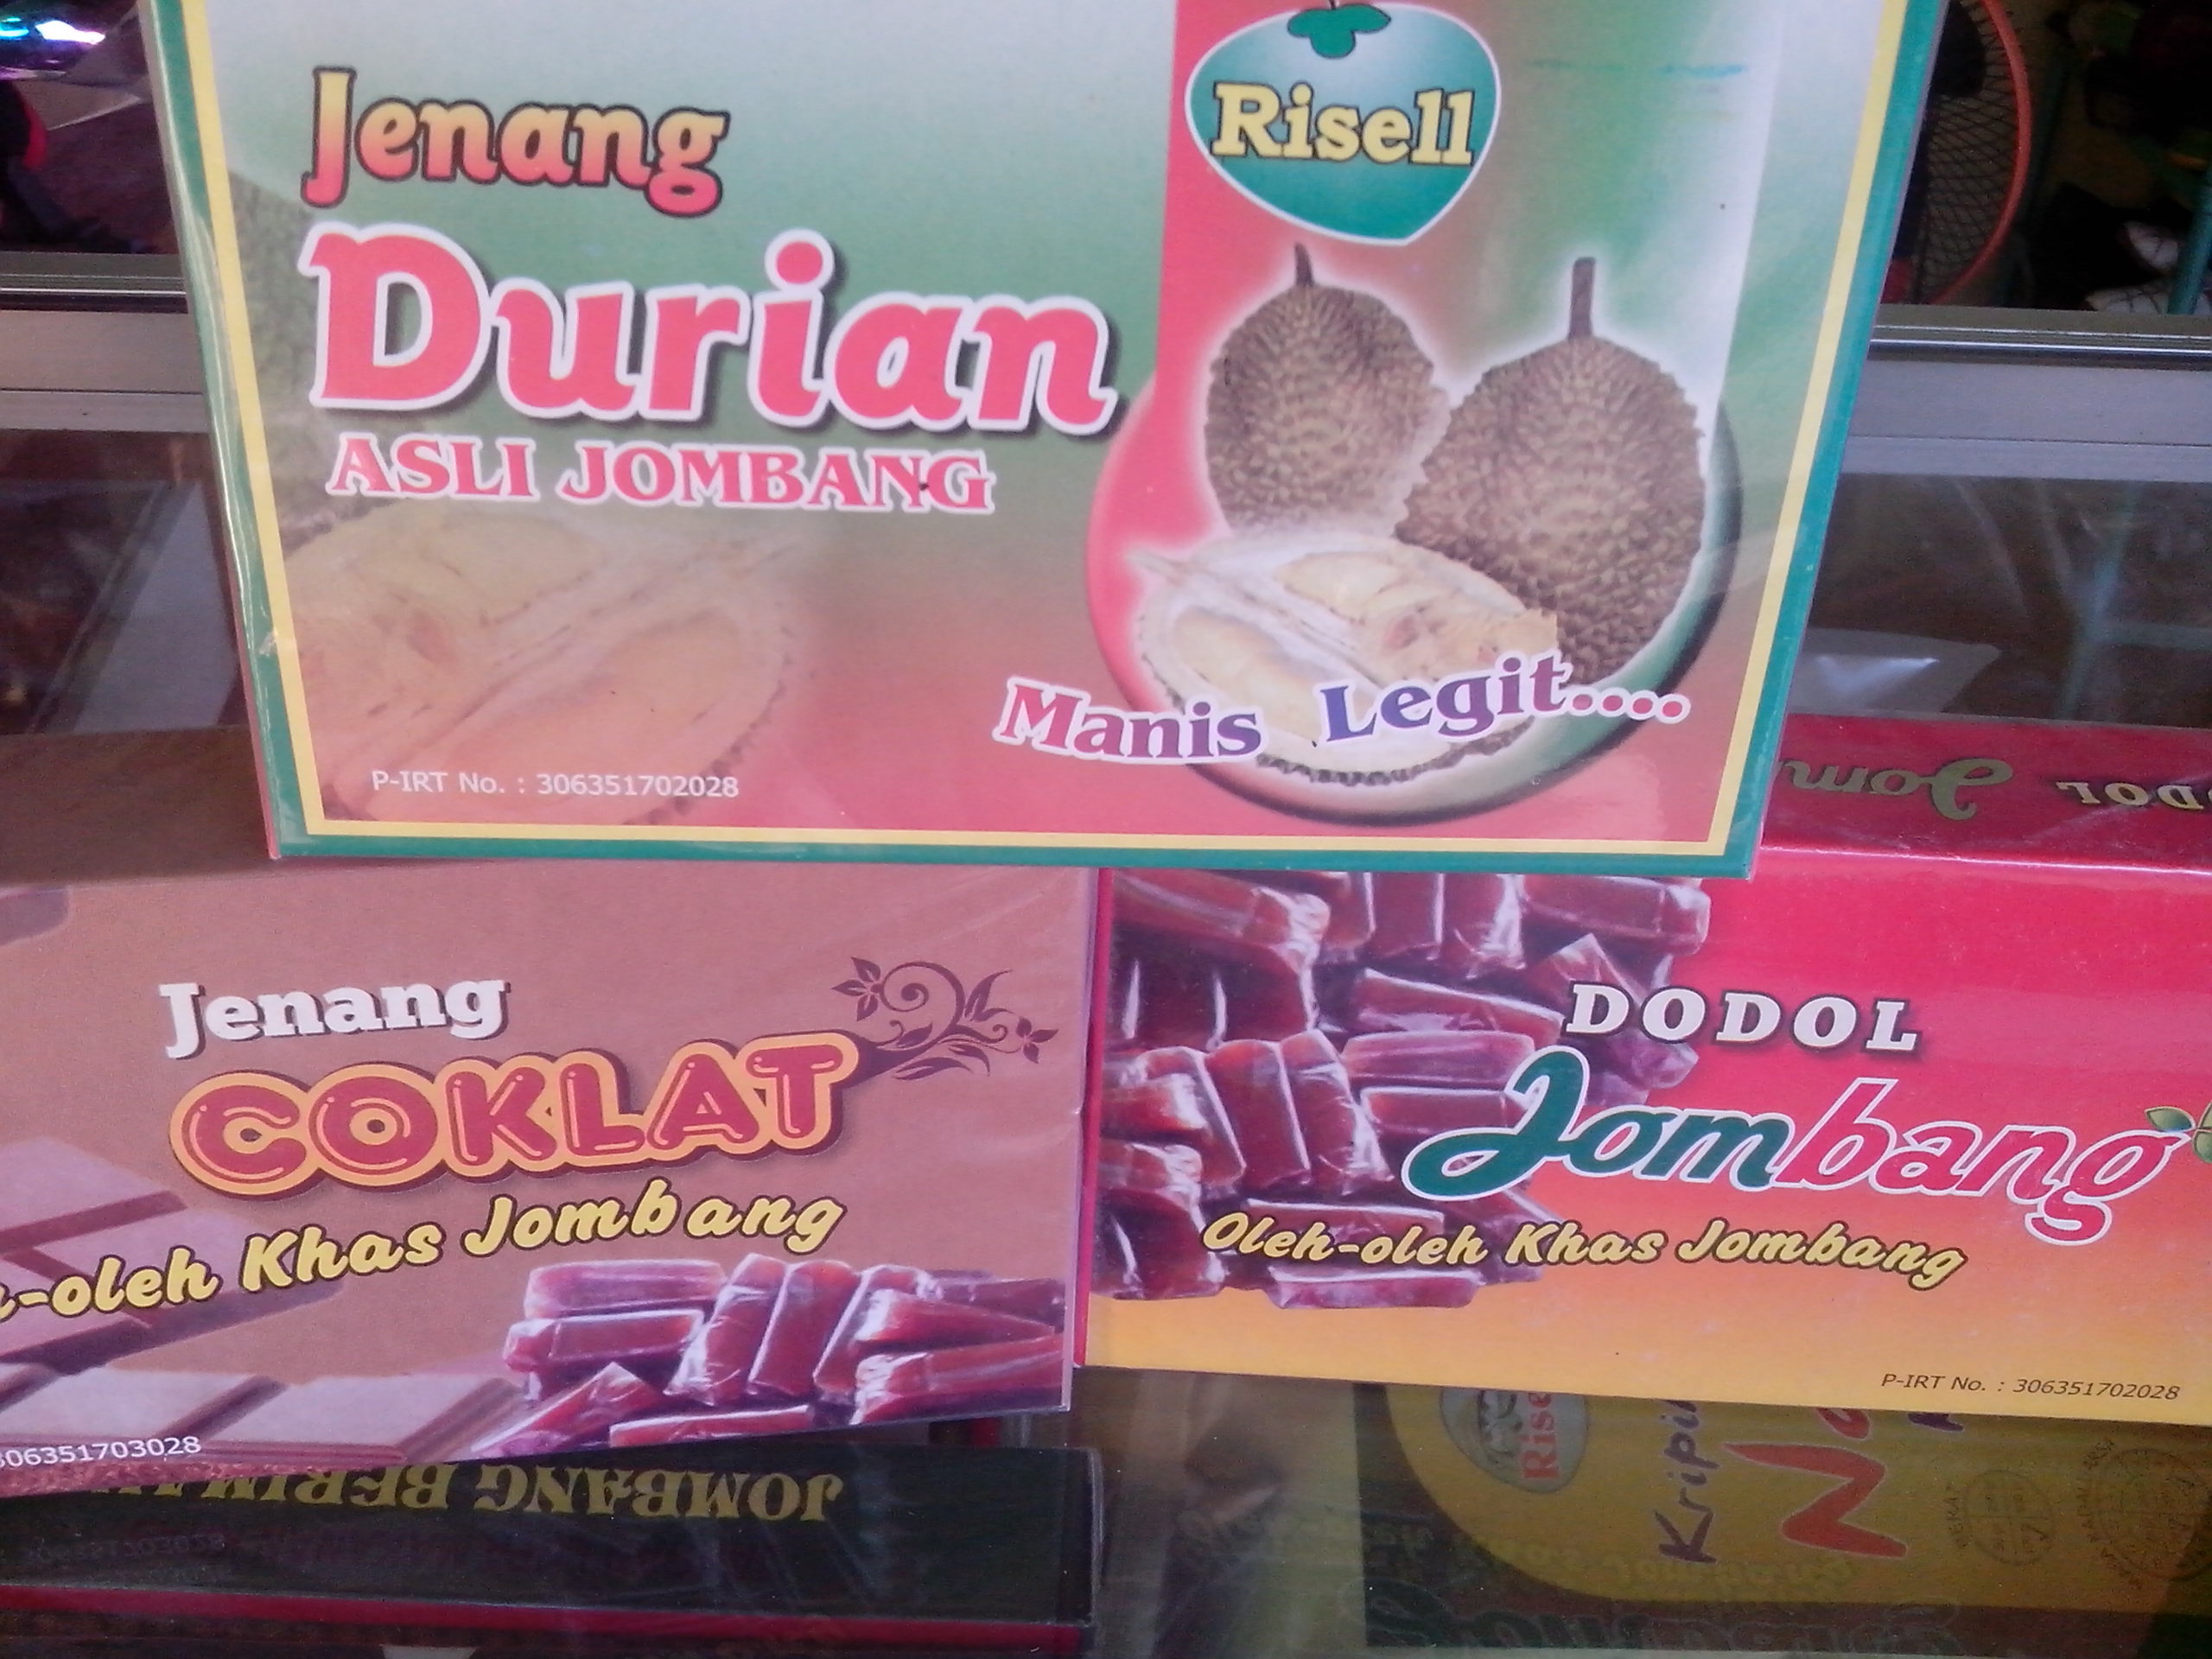 Jenang
Durian
ASLI JOMBANG
Risell
Manis Legit....
P-IRT No. : 306351702028
Jenang
COKLAT
-oleh Khas Jombang
306351703028
DODOL
Jombang
Oleh-oleh Khas Jombang
P-IRT No. : 306351702028
JOMBANG
Kripik